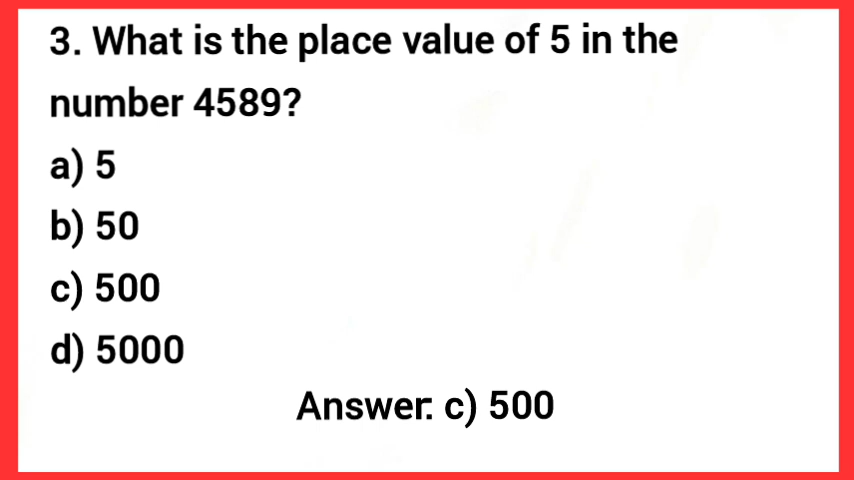 3. What is the place value of 5 in the
number 4589?
a) 5
b) 50
c) 500
d) 5000
Answer: c) 500